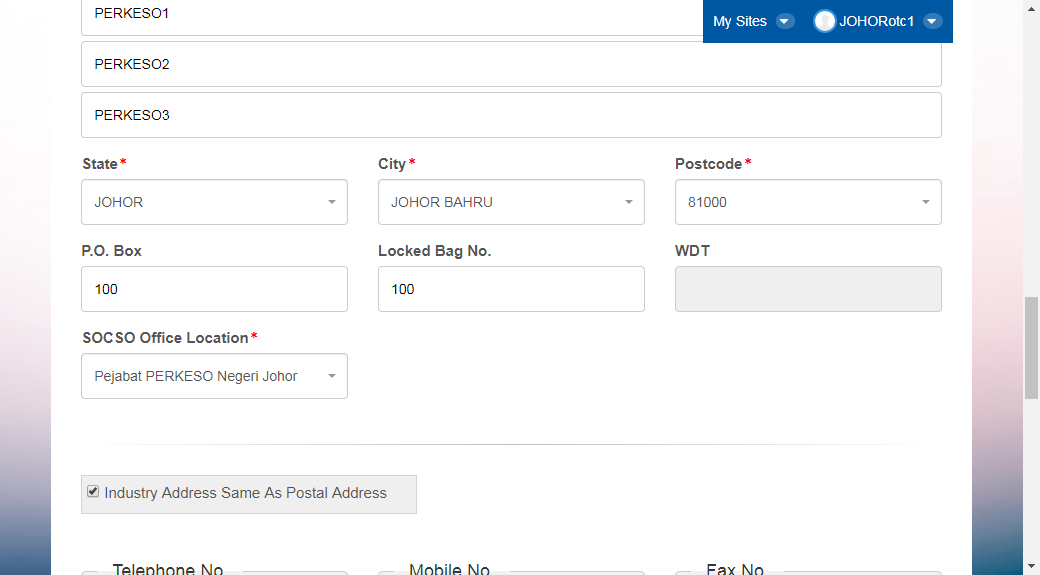 PERKESO1
My Sites JOHORotc1
PERKESO2
PERKESO3
State* City* Postcode*
JOHOR JOHOR BAHRU 81000
P.O. Box Locked Bag No. WDT
100 100
SOCSO Office Location*
Pejabat PERKESO Negeri Johor
Industry Address Same As Postal Address
Telephone No Mobile No Fax No